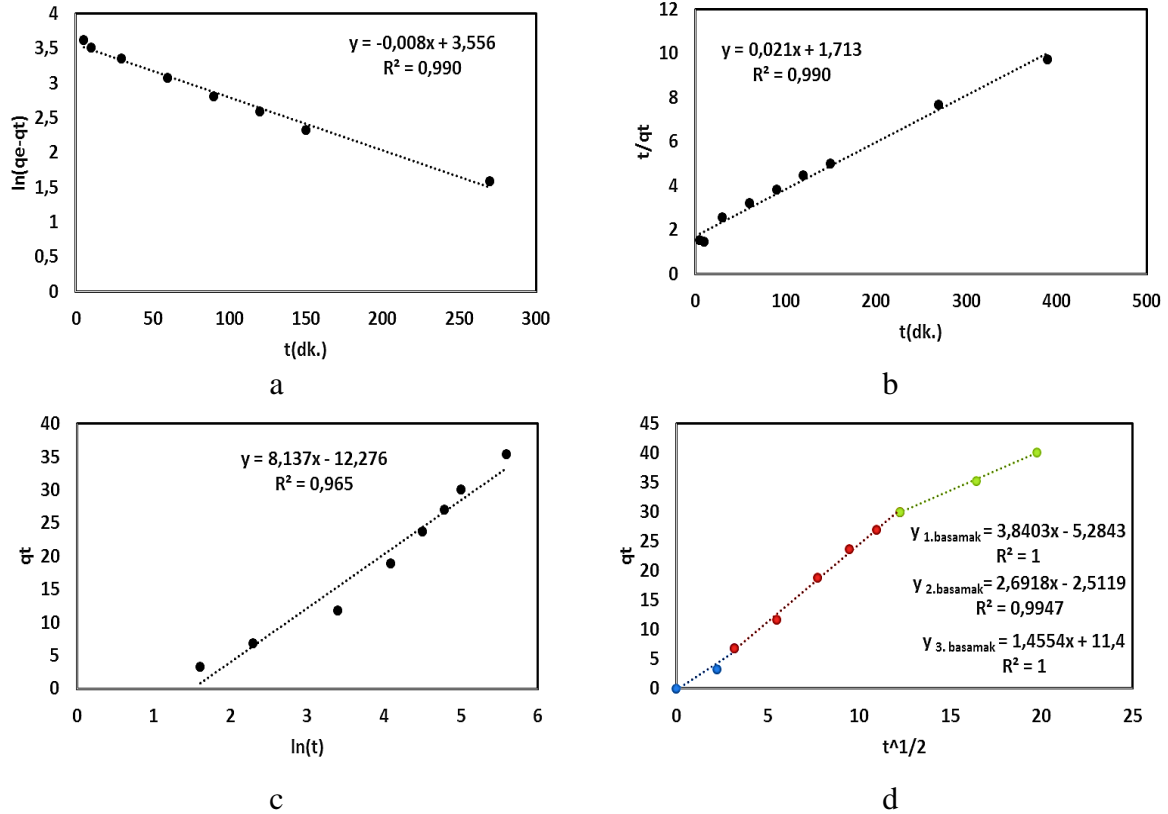 4
3,5
3
2,5
2
1,5
1
0,5
0
ln(qe-qt)
y = -0,008x + 3,556
R² = 0,990
0 50 100 150 200 250 300
t(dk.)
a
12
10
8
6
4
2
0
t/qt
y = 0,021x + 1,713
R² = 0,990
0 100 200 300 400 500
t(dk.)
b
40
35
30
25
20
15
10
5
0
qt
y = 8,137x - 12,276
R² = 0,965
0 1 2 3 4 5 6
ln(t)
c
45
40
35
30
25
20
15
10
5
0
qt
y 1.basamak = 3,8403x - 5,2843
R² = 1
y 2.basamak = 2,6918x - 2,5119
R² = 0,9947
y 3. basamak = 1,4554x + 11,4
R² = 1
0 5 10 15 20 25
t^1/2
d